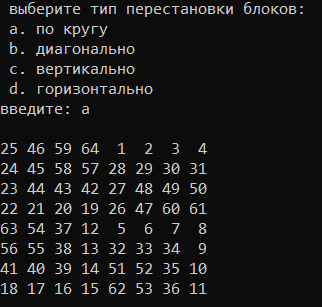 выберите тип перестановки блоков:
a. по кругу
b. диагонально
c. вертикально
d. горизонтально
введите: a
25 46 59 64 1 2 3 4
24 45 58 57 28 29 30 31
23 44 43 42 27 48 49 50
22 21 20 19 26 47 60 61
63 54 37 12 5 6 7 8
56 55 38 13 32 33 34 9
41 40 39 14 51 52 35 10
18 17 16 15 62 53 36 11